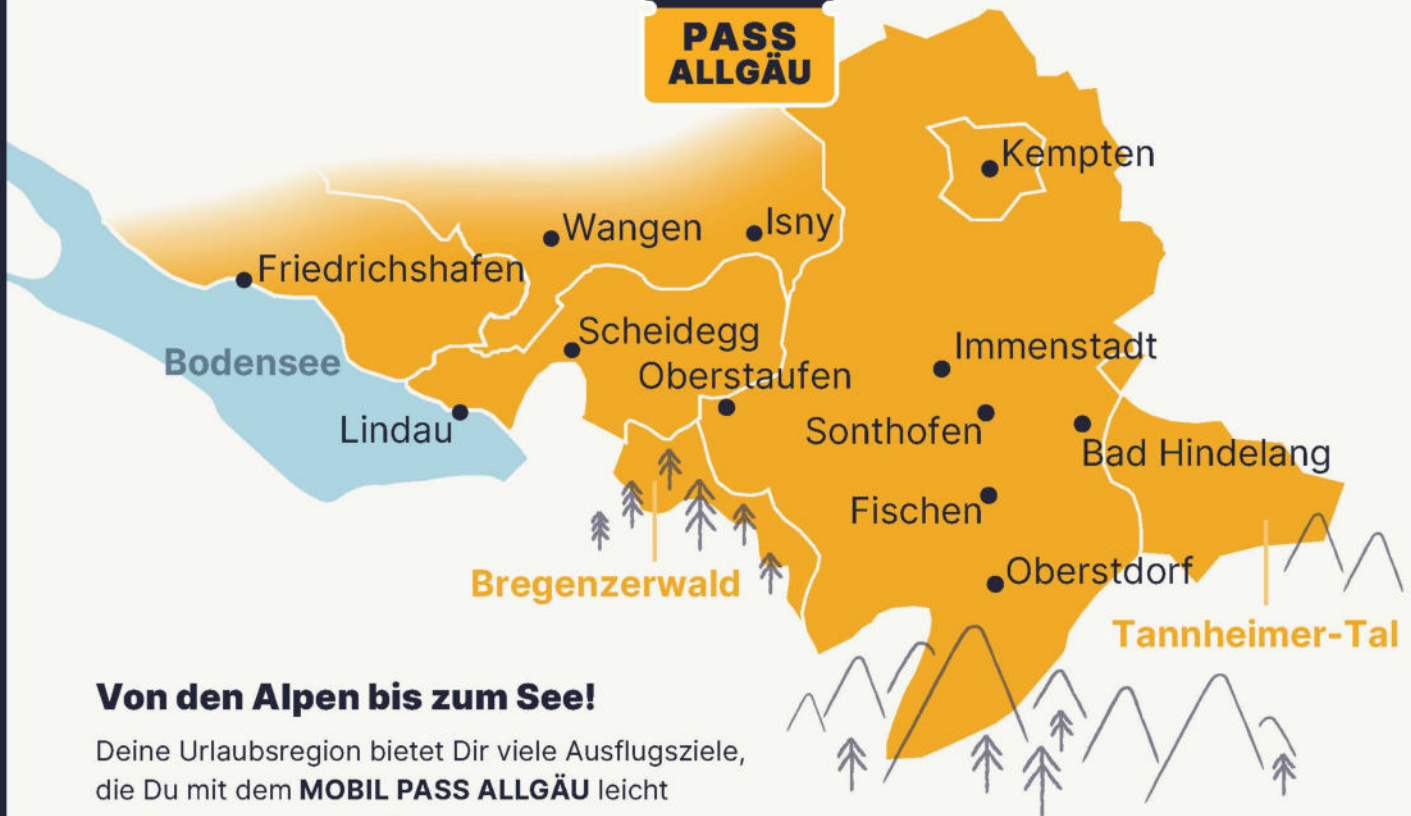 PASS
ALLGÄU
Kempten
Wangen
Isny
Friedrichshafen
Scheidegg
Immenstadt
Bodensee
Oberstaufen
Lindau
Sonthofen
Bad Hindelang
Fischen
Oberstdorf
Bregenzerwald
Tannheimer-Tal
Von den Alpen bis zum See!
Deine Urlaubsregion bietet Dir viele Ausflugsziele,
die Du mit dem MOBIL PASS ALLGÄU leicht